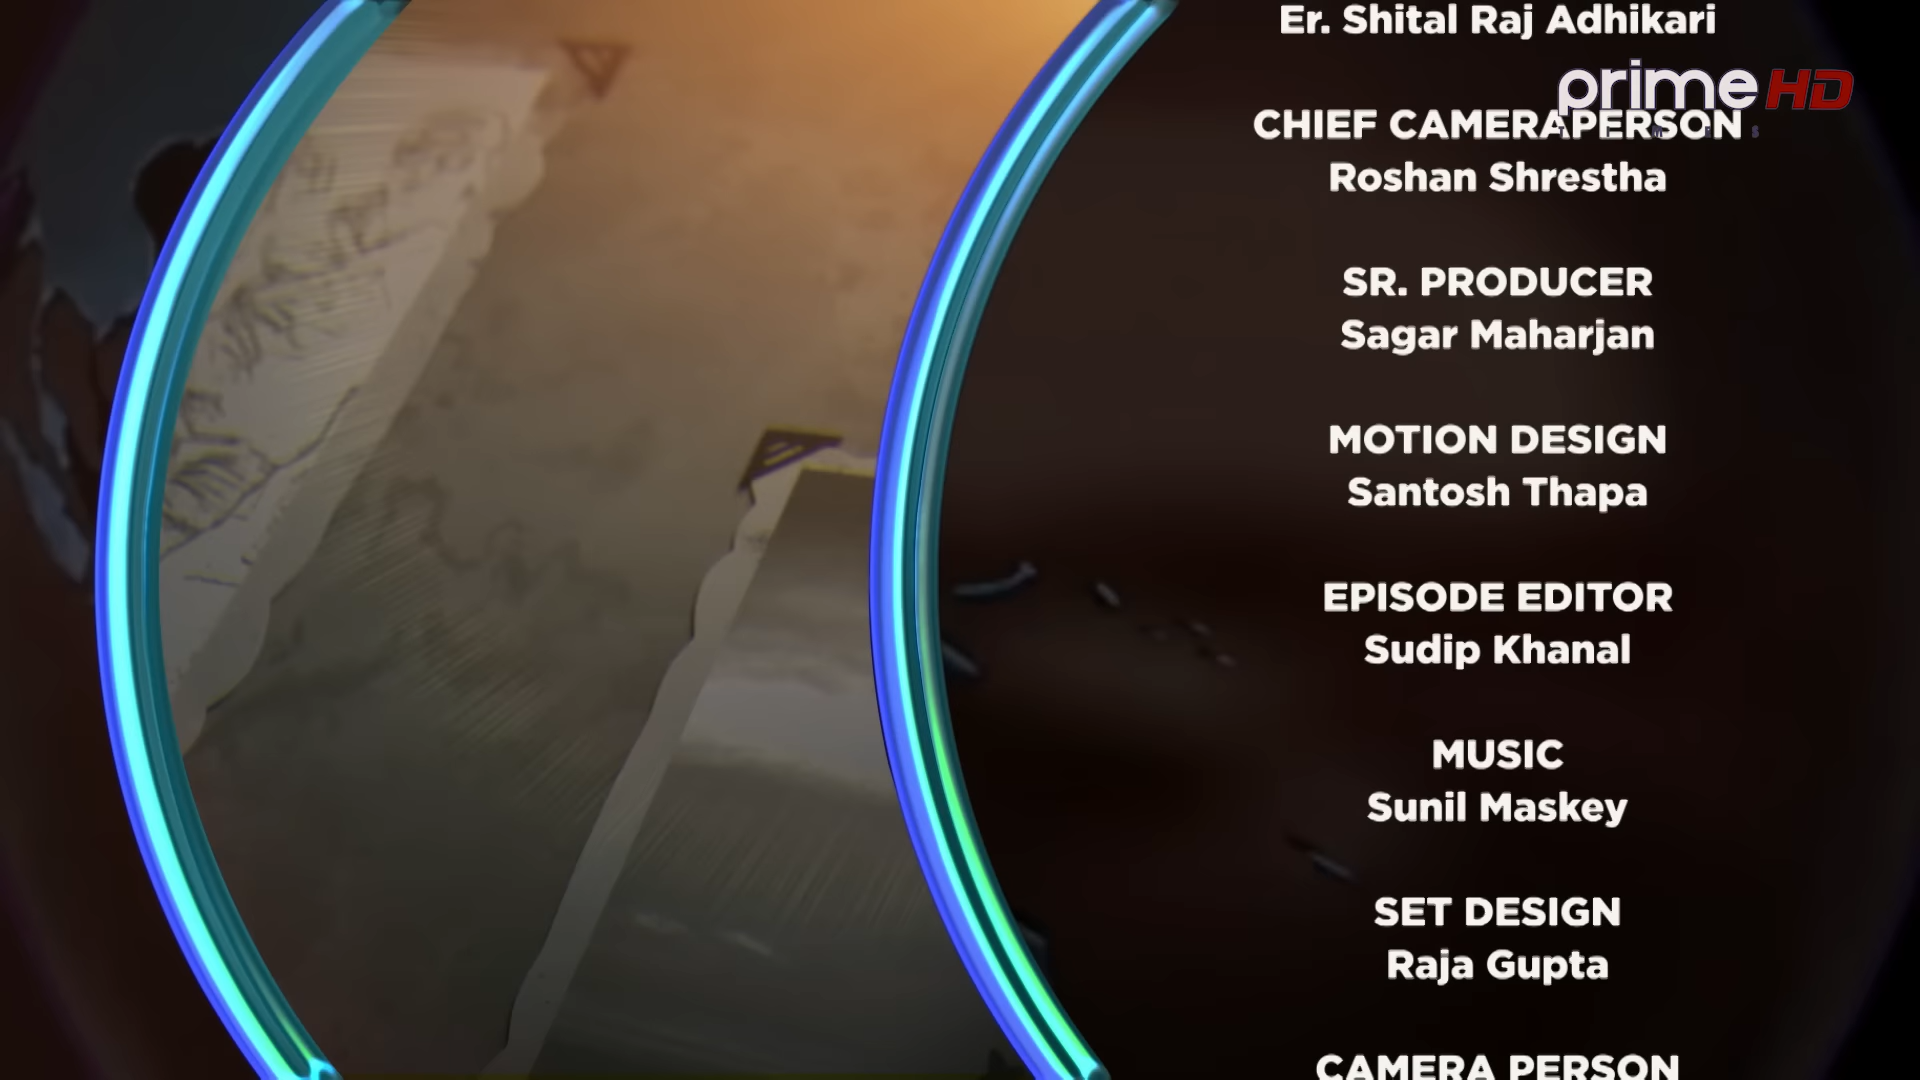 Er. Shital Raj Adhikari
prime HD
CHIEF CAMERAPERSON
Roshan Shrestha
SR. PRODUCER
Sagar Maharjan
MOTION DESIGN
Santosh Thapa
EPISODE EDITOR
Sudip Khanal
MUSIC
Sunil Maskey
SET DESIGN
Raja Gupta
CAMERA PERSON